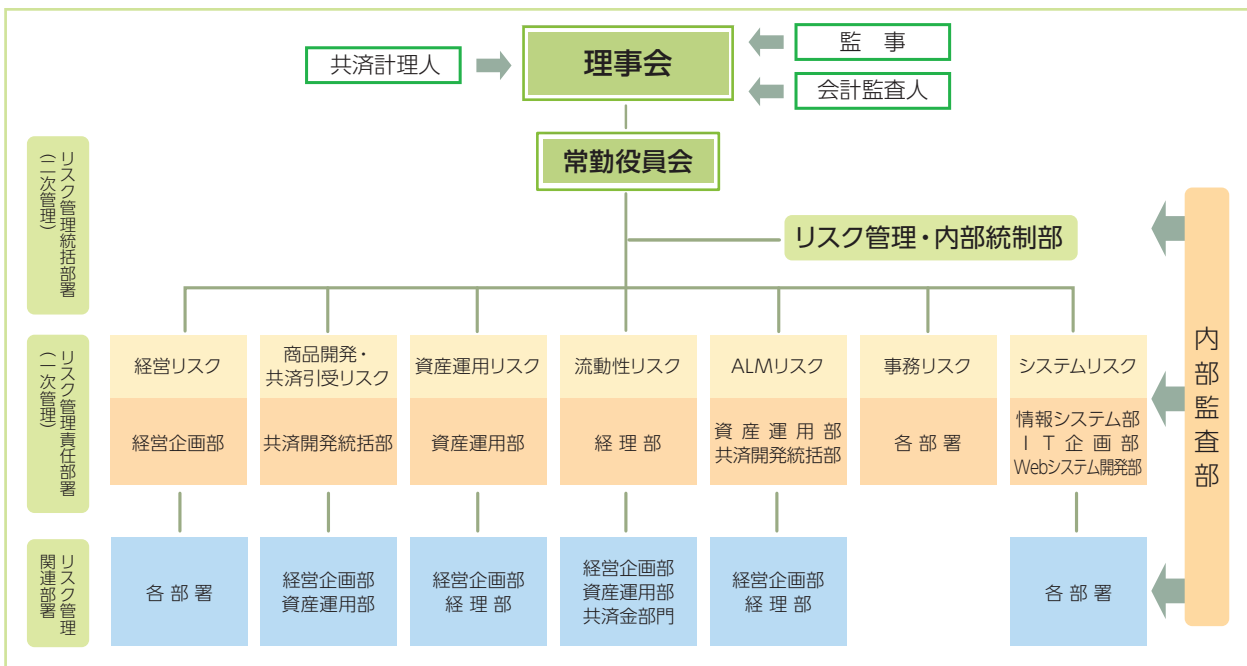 共済計理人
理事会
監　事
会計監査人
常勤役員会
リスク管理・内部統制部
リスク管理統括部署
（二次管理）
経営リスク
商品開発・
共済引受リスク
資産運用リスク
流動性リスク
ALMリスク
事務リスク
システムリスク
リスク管理責任部署
（一次管理）
経営企画部
共済開発統括部
資産運用部
経理部
資産運用部
共済開発統括部
各部署
情報システム部
IT企画部
Webシステム開発部
リスク管理
関連部署
各部署
経営企画部
資産運用部
経営企画部
経理部
経営企画部
資産運用部
共済金部門
経営企画部
経理部
各部署
内部監査部